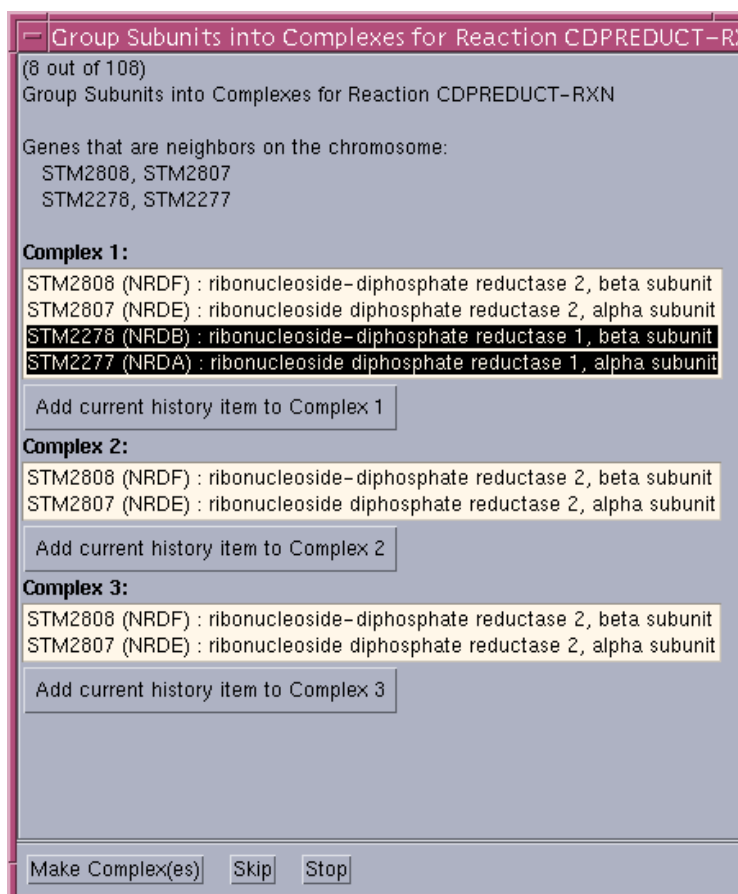 Group Subunits into Complexes for Reaction CDPREDUCT-RX
(8 out of 108)
Group Subunits into Complexes for Reaction CDPREDUCT-RXN
Genes that are neighbors on the chromosome:
STM2808, STM2807
STM2278, STM2277
Complex 1:
STM2808 (NRDF) : ribonucleoside-diphosphate reductase 2, beta subunit
STM2807 (NRDE) : ribonucleoside diphosphate reductase 2, alpha subunit
STM2278 (NRDB) : ribonucleoside-diphosphate reductase 1, beta subunit
STM2277 (NRDA) : ribonucleoside diphosphate reductase 1, alpha subunit
Add current history item to Complex 1
Complex 2:
STM2808 (NRDF) : ribonucleoside-diphosphate reductase 2, beta subunit
STM2807 (NRDE) : ribonucleoside diphosphate reductase 2, alpha subunit
Add current history item to Complex 2
Complex 3:
STM2808 (NRDF) : ribonucleoside-diphosphate reductase 2, beta subunit
STM2807 (NRDE) : ribonucleoside diphosphate reductase 2, alpha subunit
Add current history item to Complex 3
Make Complex(es) Skip Stop